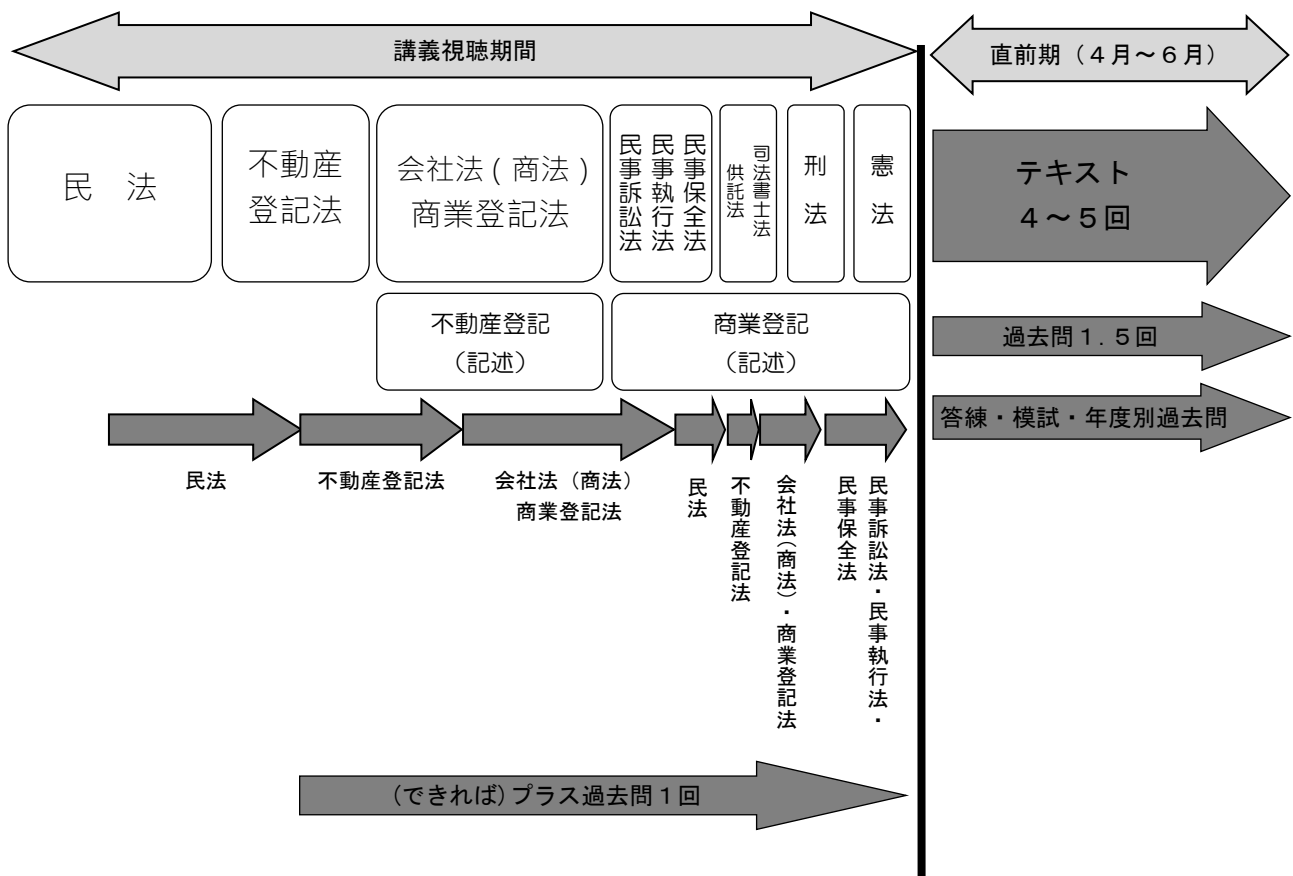 講義視聴期間
直前期（４月～６月）
民　法
不動産
登記法
会社法(商法)
商業登記法
民事保全法
民事執行法
民事訴訟法
司法書士法
供託法
刑法
憲法
テキスト
４～５回
不動産登記
（記述）
商業登記
（記述）
過去問１．５回
答練・模試・年度別過去問
民法
不動産登記法
会社法（商法）
商業登記法
民法
不動産登記法
会社法(商法)・商業登記法
民事訴訟法・民事執行法・
民事保全法
(できれば)プラス過去問１回